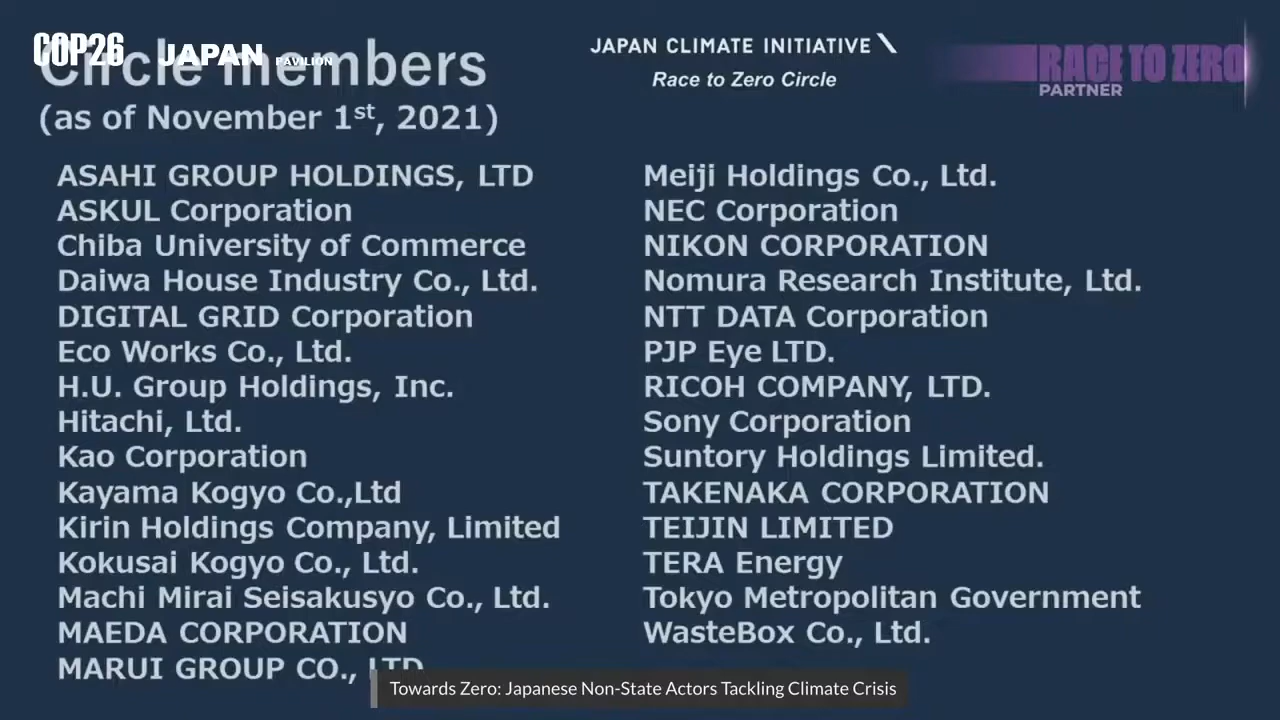 COP26 JAPAN PAVILION
Circle members
(as of November 1st, 2021)
JAPAN CLIMATE INITIATIVE
Race to Zero Circle
RACE TO ZERO
PARTNER
ASAHI GROUP HOLDINGS, LTD
ASKUL Corporation
Chiba University of Commerce
Daiwa House Industry Co., Ltd.
DIGITAL GRID Corporation
Eco Works Co., Ltd.
H.U. Group Holdings, Inc.
Hitachi, Ltd.
Kao Corporation
Kayama Kogyo Co.,Ltd
Kirin Holdings Company, Limited
Kokusai Kogyo Co., Ltd.
Machi Mirai Seisakusyo Co., Ltd.
MAEDA CORPORATION
MARUI GROUP CO., LTD
Meiji Holdings Co., Ltd.
NEC Corporation
NIKON CORPORATION
Nomura Research Institute, Ltd.
NTT DATA Corporation
PJP Eye LTD.
RICOH COMPANY, LTD.
Sony Corporation
Suntory Holdings Limited.
TAKENAKA CORPORATION
TEIJIN LIMITED
TERA Energy
Tokyo Metropolitan Government
WasteBox Co., Ltd.
Towards Zero: Japanese Non-State Actors Tackling Climate Crisis